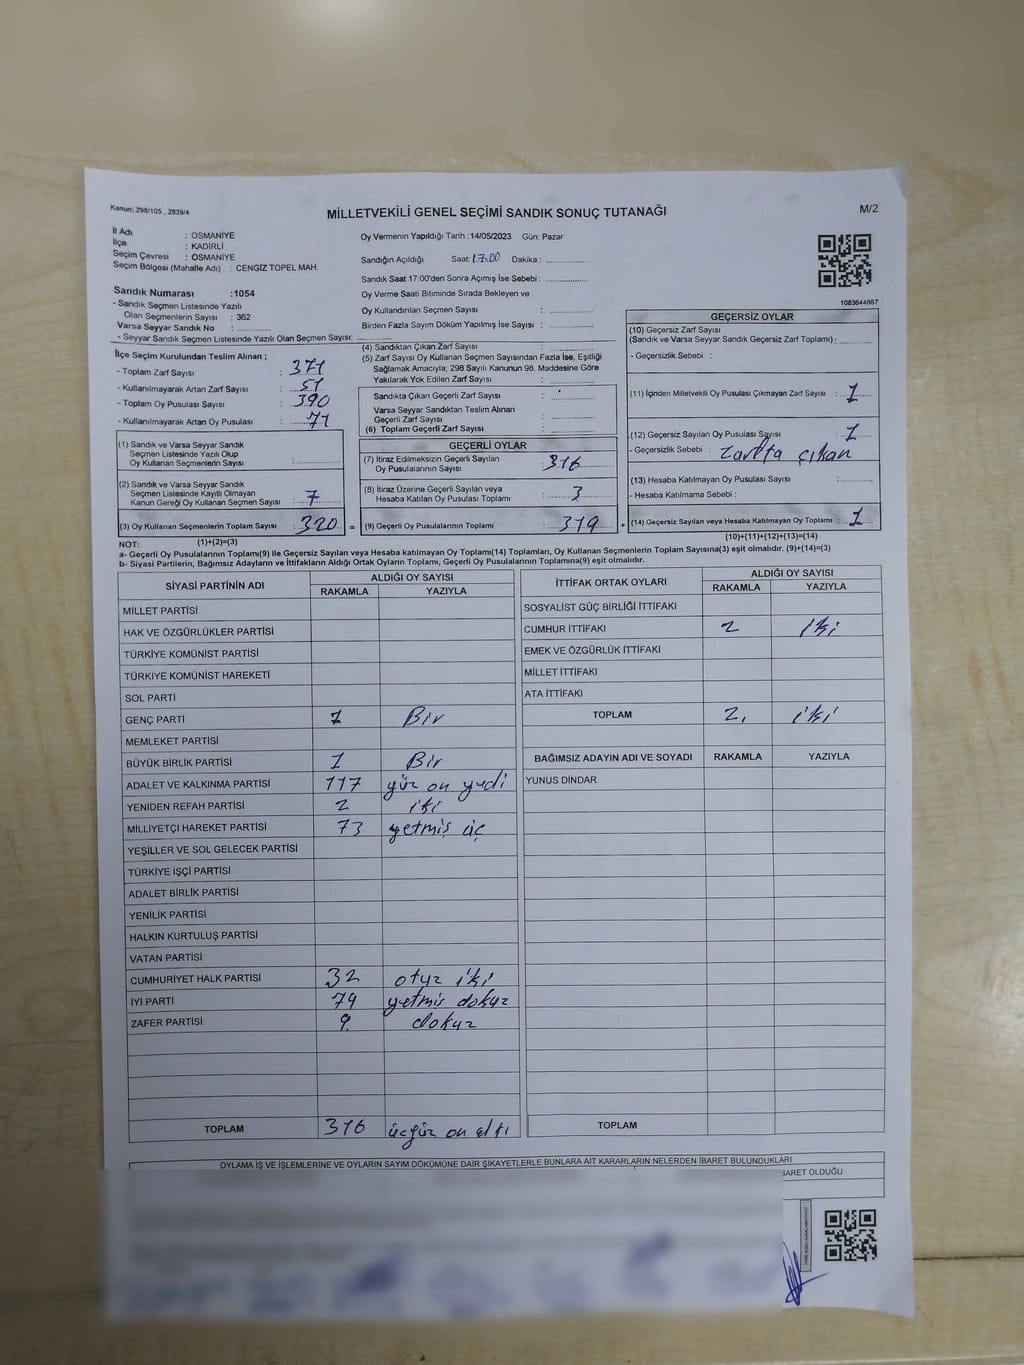 Kanun; 298/105 , 2839/4
MİLLETVEKİLİ GENEL SEÇİMİ SANDIK SONUÇ TUTANAĞI
M/2
İl Adı : OSMANİYE
İlçe : KADİRLİ
Seçim Çevresi : OSMANİYE
Seçim Bölgesi (Mahalle Adı) : CENGİZ TOPEL MAH.
Sandık Numarası :1054
- Sandık Seçmen Listesinde Yazılı
Olan Seçmenlerin Sayısı : 362
Varsa Seyyar Sandık No :
- Seyyar Sandık Seçmen Listesinde Yazılı Olan Seçmen Sayısı:
Oy Vermenin Yapıldığı Tarih :14/05/2023 Gün: Pazar
Sandığın Açıldığı Saat: 17:00 Dakika :
Sandık Saat 17:00'den Sonra Açımış İse Sebebi :
Oy Verme Saati Bitiminde Sırada Bekleyen ve
Oy Kullandırılan Seçmen Sayısı :
Birden Fazla Sayım Döküm Yapılmış İse Sayısı :
1083644867
İlçe Seçim Kurulundan Teslim Alınan ;
- Toplam Zarf Sayısı : 371
- Kullanılmayarak Artan Zarf Sayısı : 51
- Toplam Oy Pusulası Sayısı : 390
- Kullanılmayarak Artan Oy Pusulası : 71
(1) Sandık ve Varsa Seyyar Sandık
Seçmen Listesinde Yazılı Olup
Oy Kullanan Seçmenlerin Sayısı :
(2) Sandık ve Varsa Seyyar Sandık
Seçmen Listesinde Kayıtlı Olmayan
Kanun Gereği Oy Kullanan Seçmen Sayısı : 7
(3) Oy Kullanan Seçmenlerin Toplam Sayısı : 320 =
(4) Sandıktan Çıkan Zarf Sayısı :
(5) Zarf Sayısı Oy Kullanan Seçmen Sayısından Fazla İse, Eşitliği
Sağlamak Amacıyla; 298 Sayılı Kanunun 98. Maddesine Göre
Yakılarak Yok Edilen Zarf Sayısı :
Sandıkta Çıkan Geçerli Zarf Sayısı :
Varsa Seyyar Sandıktan Teslim Alınan
Geçerli Zarf Sayısı :
(6) Toplam Geçerli Zarf Sayısı :
GEÇERLİ OYLAR
(7) İtiraz Edilmeksizin Geçerli Sayılan
Oy Pusulalarının Sayısı : 316
(8) İtiraz Üzerine Geçerli Sayılan veya
Hesaba Katılan Oy Pusulası Toplamı : 3
(9) Geçerli Oy Pusulalarının Toplamı : 319 +
GEÇERSİZ OYLAR
(10) Geçersiz Zarf Sayısı
(Sandık ve Varsa Seyyar Sandık Geçersiz Zarf Toplamı) :
- Geçersizlik Sebebi :
(11) İçinden Milletvekili Oy Pusulası Çıkmayan Zarf Sayısı : 1
(12) Geçersiz Sayılan Oy Pusulası Sayısı : 1
- Geçersizlik Sebebi : Zarfta çıkan
(13) Hesaba Katılmayan Oy Pusulası Sayısı :
- Hesaba Katılmama Sebebi :
(14) Geçersiz Sayılan veya Hesaba Katılmayan Oy Toplamı : 1
NOT: (1)+(2)=(3)
(10)+(11)+(12)+(13)=(14)
a- Geçerli Oy Pusulalarının Toplamı(9) ile Geçersiz Sayılan veya Hesaba katılmayan Oy Toplamı(14) Toplamları, Oy Kullanan Seçmenlerin Toplam Sayısına(3) eşit olmalıdır. (9)+(14)=(3)
b- Siyasi Partilerin, Bağımsız Adayların ve İttifakların Aldığı Ortak Oyların Toplamı, Geçerli Oy Pusulalarının Toplamına(9) eşit olmalıdır.
SİYASİ PARTİNİN ADI
ALDIĞI OY SAYISI
RAKAMLA YAZIYLA
MİLLET PARTİSİ
HAK VE ÖZGÜRLÜKLER PARTİSİ
TÜRKİYE KOMÜNİST PARTİSİ
TÜRKİYE KOMÜNİST HAREKETİ
SOL PARTİ
GENÇ PARTİ 1 Bir
MEMLEKET PARTİSİ
BÜYÜK BİRLİK PARTİSİ 1 Bir
ADALET VE KALKINMA PARTİSİ 117 yüz on yedi
YENİDEN REFAH PARTİSİ 2 iki
MİLLİYETÇİ HAREKET PARTİSİ 73 yetmiş üç
YEŞİLLER VE SOL GELECEK PARTİSİ
TÜRKİYE İŞÇİ PARTİSİ
ADALET BİRLİK PARTİSİ
YENİLİK PARTİSİ
HALKIN KURTULUŞ PARTİSİ
VATAN PARTİSİ
CUMHURİYET HALK PARTİSİ 32 otuz iki
İYİ PARTİ 79 yetmiş dokuz
ZAFER PARTİSİ 9 dokuz
TOPLAM 316 üçyüz on altı
İTTİFAK ORTAK OYLARI
ALDIĞI OY SAYISI
RAKAMLA YAZIYLA
SOSYALİST GÜÇ BİRLİĞİ İTTİFAKI
CUMHUR İTTİFAKI 2 iki
EMEK VE ÖZGÜRLÜK İTTİFAKI
MİLLET İTTİFAKI
ATA İTTİFAKI
TOPLAM 2, iki
BAĞIMSIZ ADAYIN ADI VE SOYADI RAKAMLA YAZIYLA
YUNUS DİNDAR
TOPLAM
OYLAMA İŞ VE İŞLEMLERİNE VE OYLARIN SAYIM DÖKÜMÜNE DAİR ŞİKAYETLERLE BUNLARA AİT KARARLARIN NELERDEN İBARET BULUNDUKLARI
BARET OLDUĞU